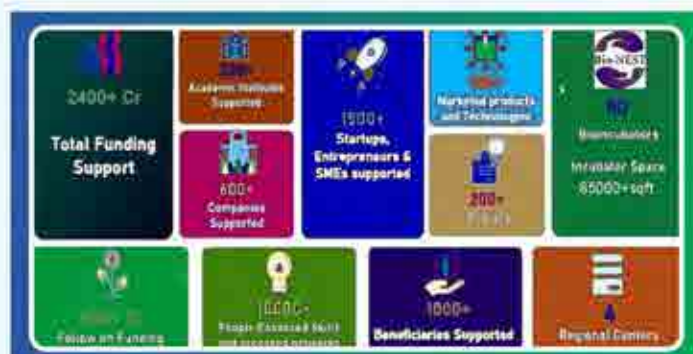 2400+ Cr
Total Funding
Support
Academic Institutes
Supported
600+
Companies
Supported
1500+
Startups,
Entrepreneurs &
SMEs supported
Marketed products
and Technologies
200+
Bio-NEST
Bioincubators
Incubator Space
65000+ sqft
Follow on Funding
1000+
Beneficiaries Supported
4
Regional Centers